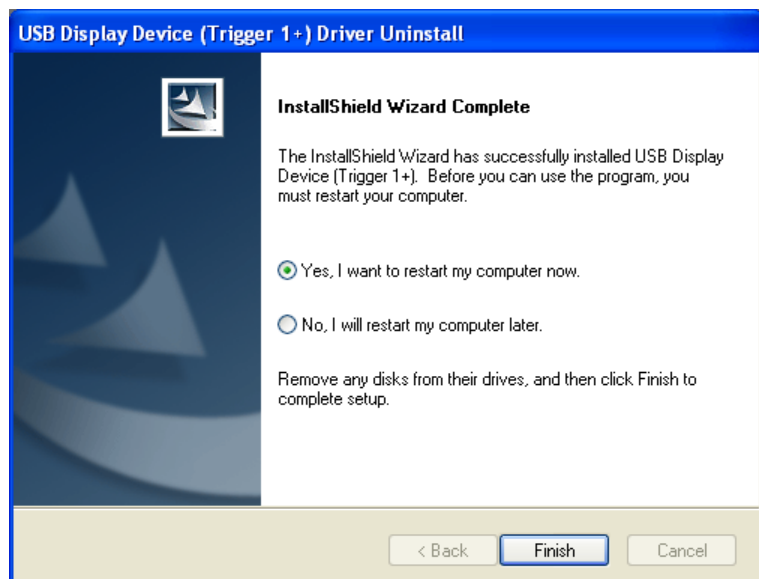 USB Display Device (Trigger 1+) Driver Uninstall
InstallShield Wizard Complete
The InstallShield Wizard has successfully installed USB Display
Device (Trigger 1+).  Before you can use the program, you
must restart your computer.
Yes, I want to restart my computer now.
No, I will restart my computer later.
Remove any disks from their drives, and then click Finish to
complete setup.
< Back
Finish
Cancel